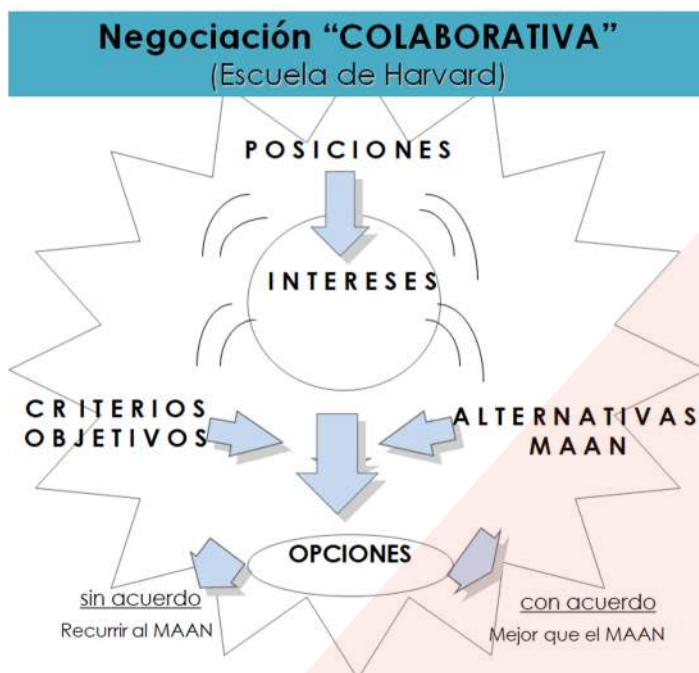 Negociación “COLABORATIVA”
(Escuela de Harvard)
POSICIONES
INTERESES
CRITERIOS
OBJETIVOS
ALTERNATIVAS
MAAN
OPCIONES
sin acuerdo
Recurrir al MAAN
con acuerdo
Mejor que el MAAN